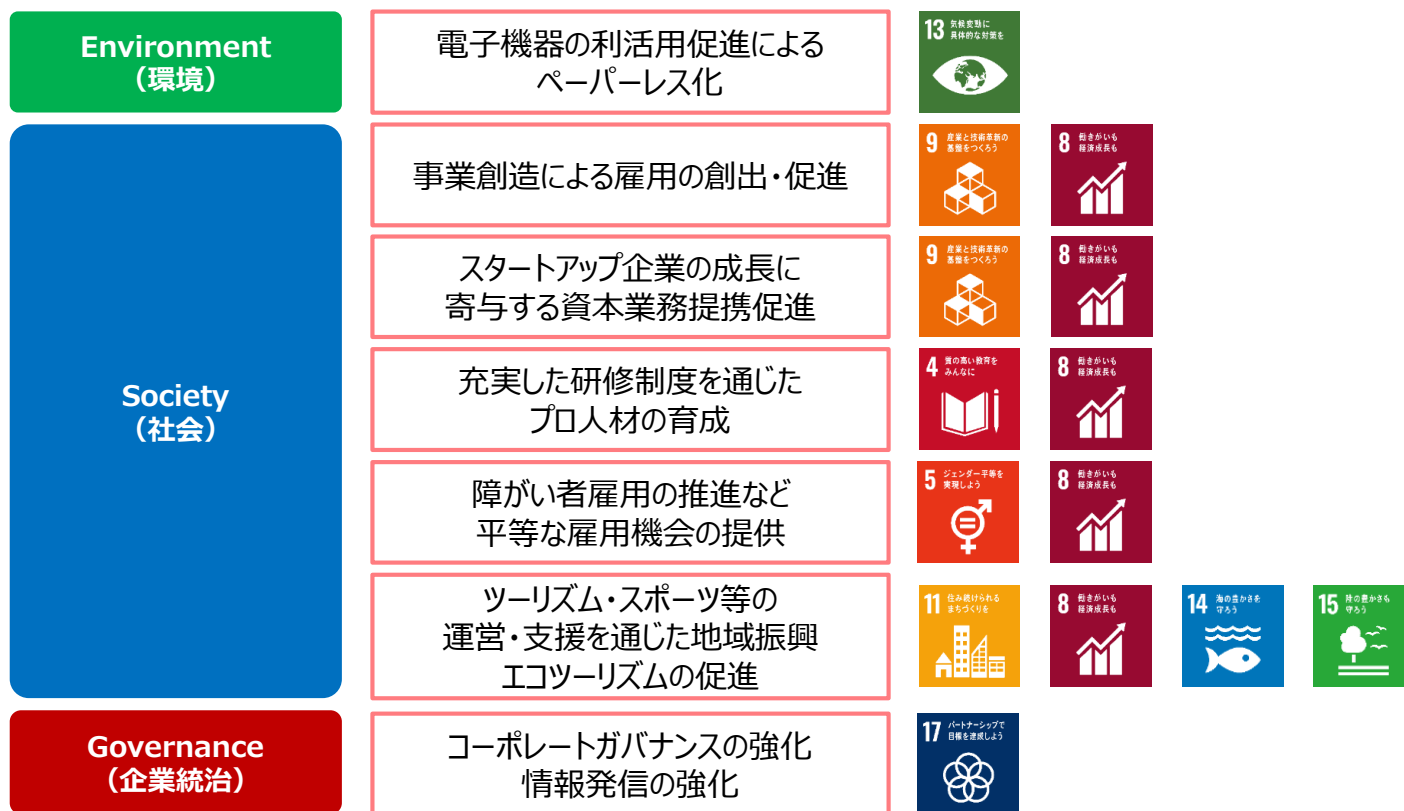 Environment
（環境）
電子機器の利活用促進による
ペーパーレス化
13 気候変動に
具体的な対策を
Society
（社会）
事業創造による雇用の創出・促進
9 産業と技術革新の
基盤をつくろう
8 働きがいも
経済成長も
スタートアップ企業の成長に
寄与する資本業務提携促進
9 産業と技術革新の
基盤をつくろう
8 働きがいも
経済成長も
充実した研修制度を通じた
プロ人材の育成
4 質の高い教育を
みんなに
8 働きがいも
経済成長も
障がい者雇用の推進など
平等な雇用機会の提供
5 ジェンダー平等を
実現しよう
8 働きがいも
経済成長も
ツーリズム・スポーツ等の
運営・支援を通じた地域振興
エコツーリズムの促進
11 住み続けられる
まちづくりを
8 働きがいも
経済成長も
14 海の豊かさを
守ろう
15 陸の豊かさも
守ろう
Governance
（企業統治）
コーポレートガバナンスの強化
情報発信の強化
17 パートナーシップで
目標を達成しよう